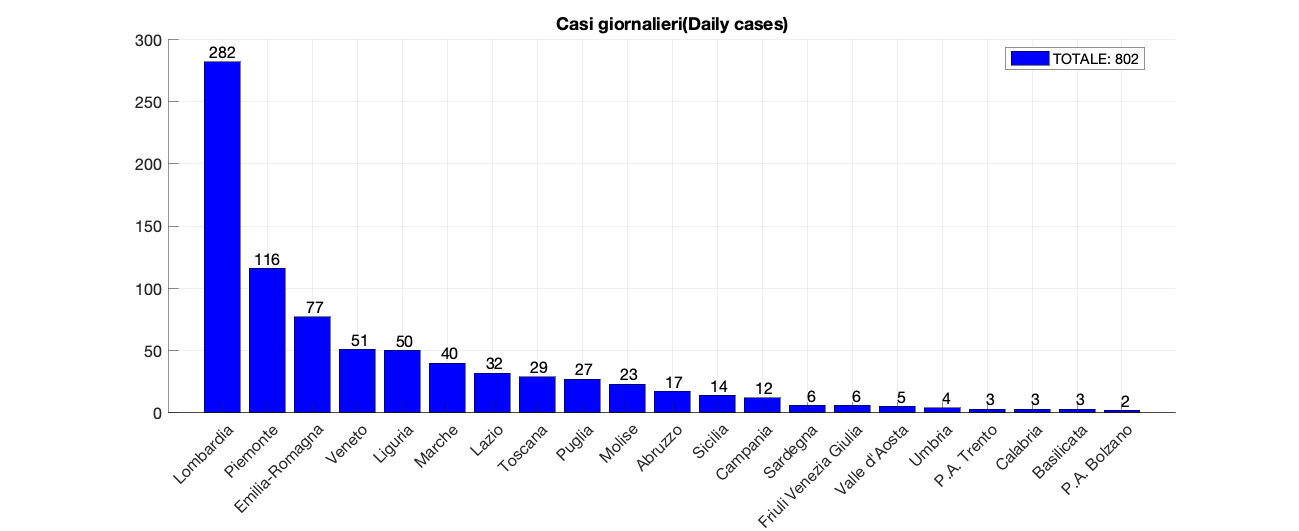 Casi giornalieri(Daily cases)
TOTALE: 802
300
250
200
150
100
50
0
282
116
77
51
50
40
32
29
27
23
17
14
12
6
6
5
4
3
3
3
2
Lombardia
Piemonte
Emilia-Romagna
Veneto
Liguria
Marche
Lazio
Toscana
Puglia
Molise
Abruzzo
Sicilia
Campania
Sardegna
Friuli Venezia Giulia
Valle d'Aosta
Umbria
P.A. Trento
Calabria
Basilicata
P.A. Bolzano